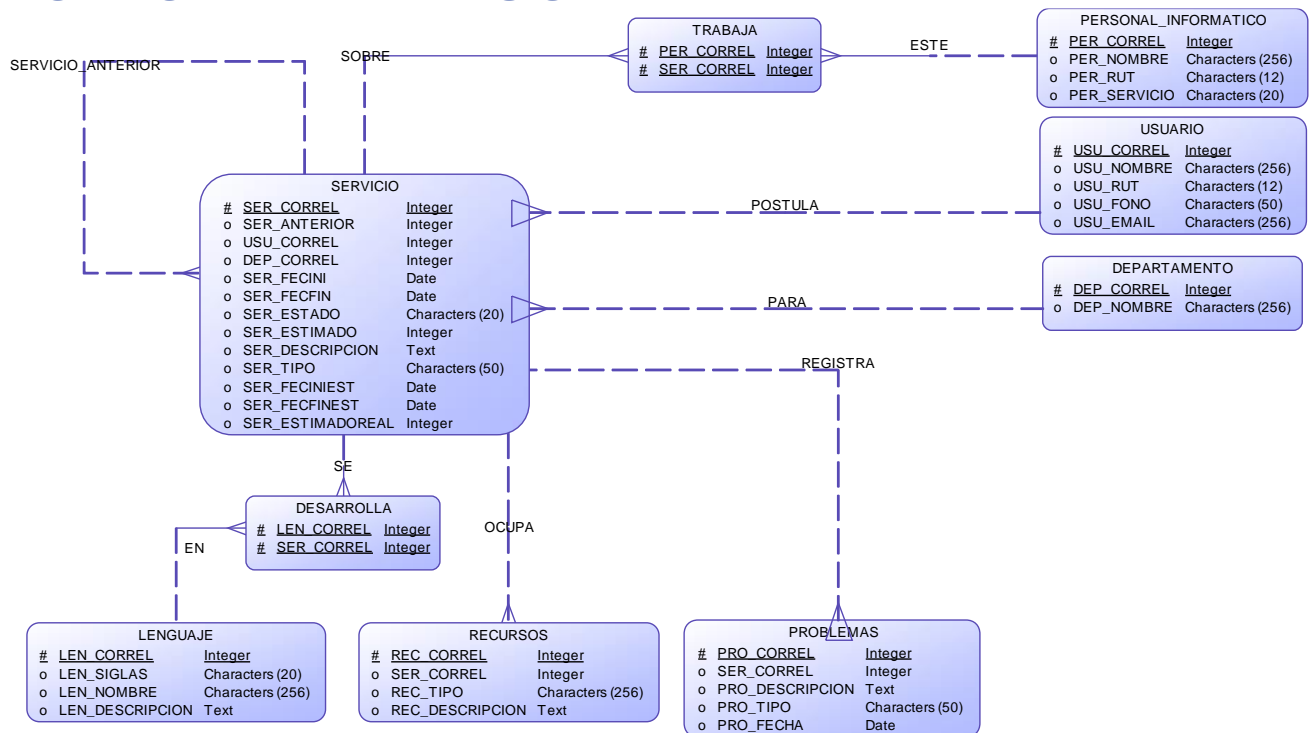 TRABAJA
# PER_CORREL Integer
# SER_CORREL Integer
PERSONAL_INFORMATICO
# PER_CORREL Integer
o PER_NOMBRE Characters (256)
o PER_RUT Characters (12)
o PER_SERVICIO Characters (20)
SOBRE
ESTE
SERVICIO_ANTERIOR
USUARIO
# USU_CORREL Integer
o USU_NOMBRE Characters (256)
o USU_RUT Characters (12)
o USU_FONO Characters (50)
o USU_EMAIL Characters (256)
SERVICIO
# SER_CORREL Integer
o SER_ANTERIOR Integer
o USU_CORREL Integer
o DEP_CORREL Integer
o SER_FECINI Date
o SER_FECFIN Date
o SER_ESTADO Characters (20)
o SER_ESTIMADO Integer
o SER_DESCRIPCION Text
o SER_TIPO Characters (50)
o SER_FECINIEST Date
o SER_FECFINEST Date
o SER_ESTIMADOREAL Integer
POSTULA
DEPARTAMENTO
# DEP_CORREL Integer
o DEP_NOMBRE Characters (256)
PARA
REGISTRA
SE
DESARROLLA
# LEN_CORREL Integer
# SER_CORREL Integer
OCUPA
EN
LENGUAJE
# LEN_CORREL Integer
o LEN_SIGLAS Characters (20)
o LEN_NOMBRE Characters (256)
o LEN_DESCRIPCION Text
RECURSOS
# REC_CORREL Integer
o SER_CORREL Integer
o REC_TIPO Characters (256)
o REC_DESCRIPCION Text
PROBLEMAS
# PRO_CORREL Integer
o SER_CORREL Integer
o PRO_DESCRIPCION Text
o PRO_TIPO Characters (50)
o PRO_FECHA Date